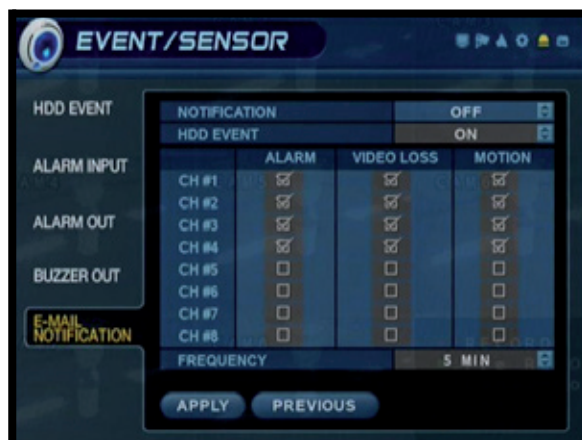 EVENT/SENSOR
HDD EVENT
ALARM INPUT
ALARM OUT
BUZZER OUT
E-MAIL
NOTIFICATION
NOTIFICATION OFF
HDD EVENT ON
ALARM VIDEO LOSS MOTION
CH #1
CH #2
CH #3
CH #4
CH #5
CH #6
CH #7
CH #8
FREQUENCY 5 MIN
APPLY PREVIOUS